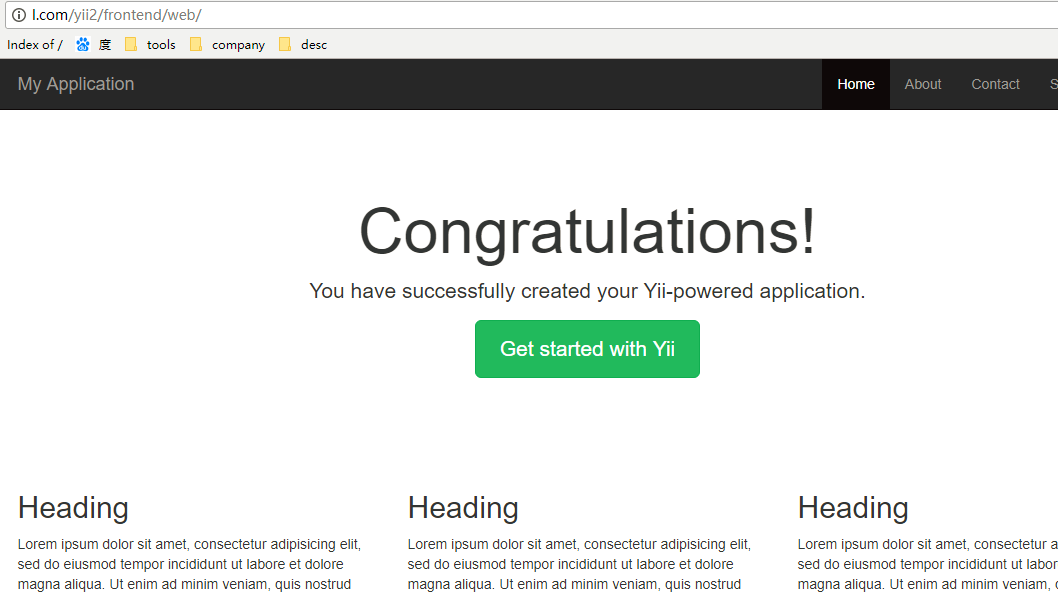 l.com/yii2/frontend/web/
Index of / 度 tools company desc
My Application Home About Contact S
Congratulations!
You have successfully created your Yii-powered application.
Get started with Yii
Heading Heading Heading
Lorem ipsum dolor sit amet, consectetur adipisicing elit, Lorem ipsum dolor sit amet, consectetur adipisicing elit, Lorem ipsum dolor sit amet, consectetur a
sed do eiusmod tempor incididunt ut labore et dolore sed do eiusmod tempor incididunt ut labore et dolore sed do eiusmod tempor incididunt ut labor
magna aliqua. Ut enim ad minim veniam, quis nostrud magna aliqua. Ut enim ad minim veniam, quis nostrud magna aliqua. Ut enim ad minim veniam,